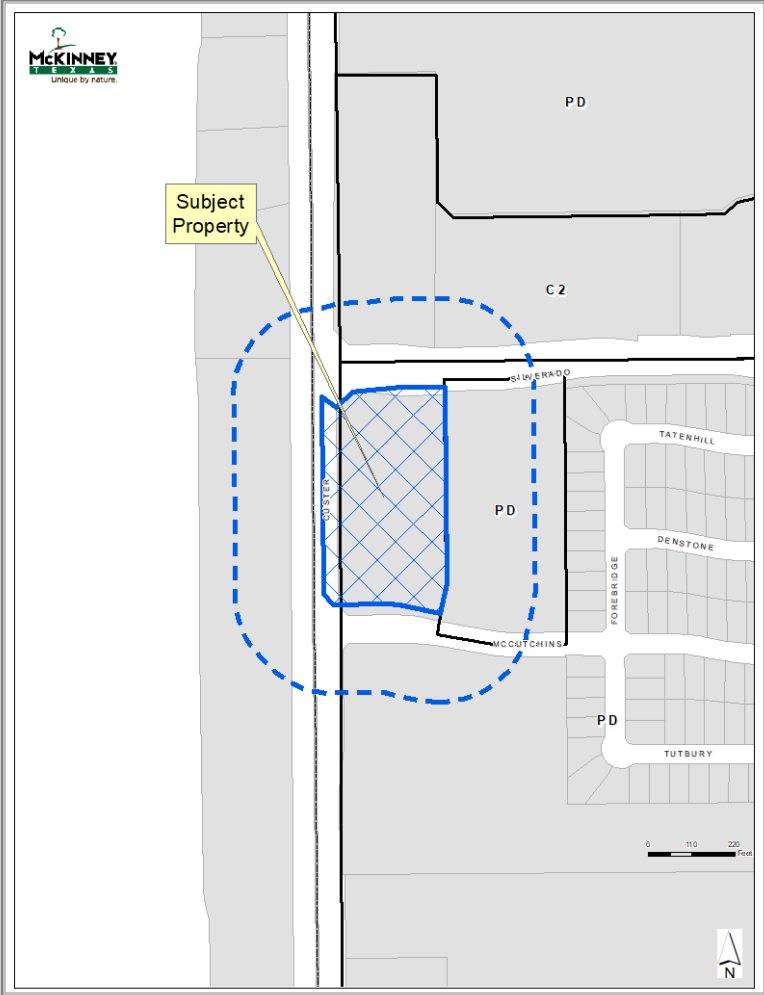 McKINNEY
TEXAS
Unique by nature.
PD
Subject
Property
C2
SILVERADO
TATENHILL
CUSTER
PD
DENSTONE
FOREBRIDGE
MCCUTCHINS
PD
TUTBURY
0 110 220
Feet
N